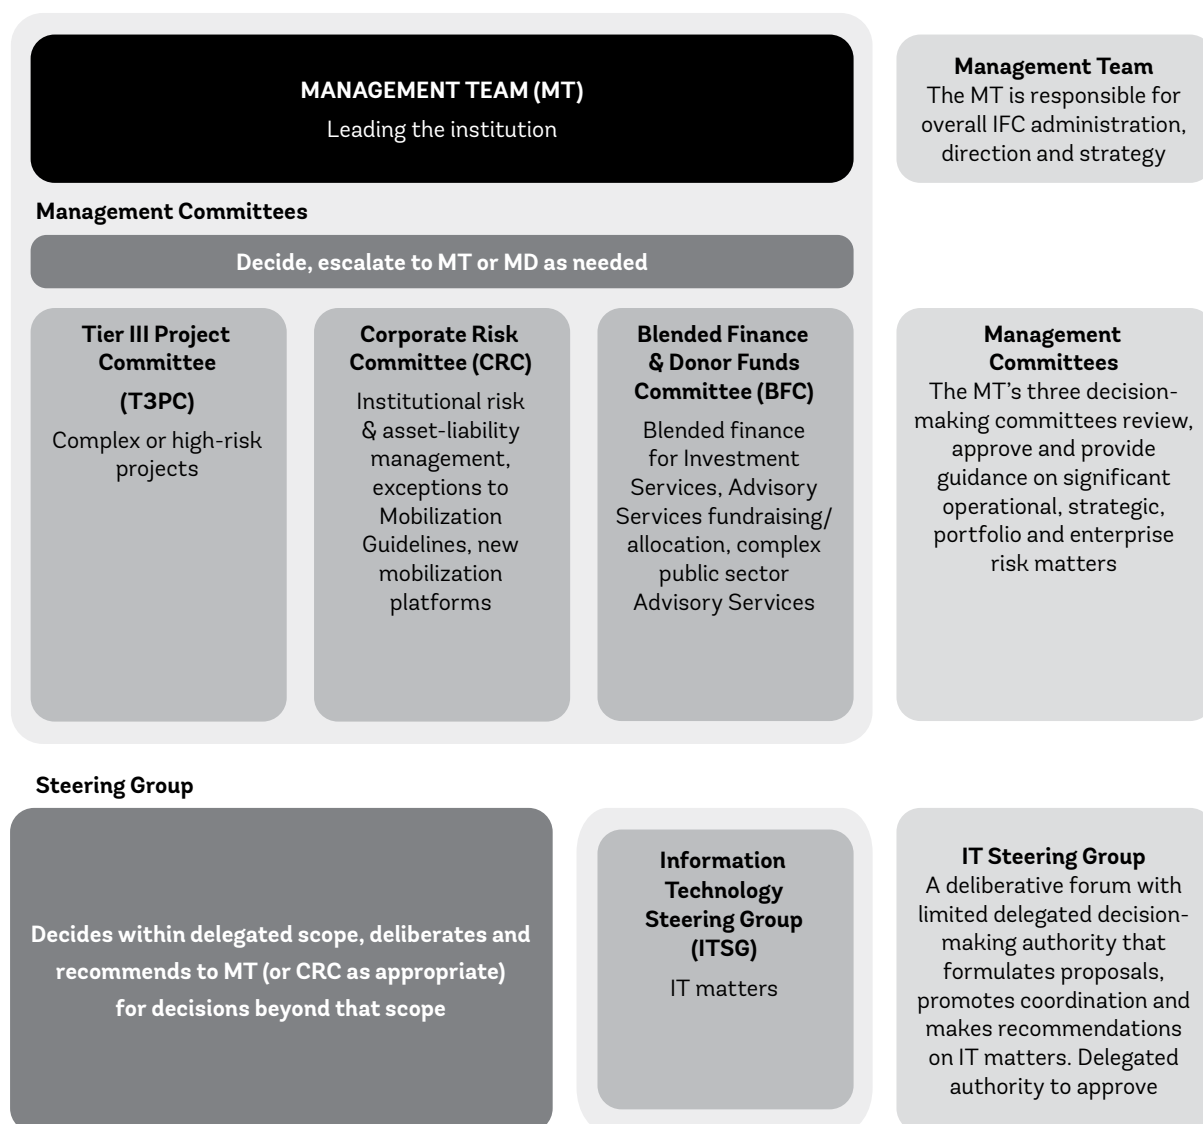 MANAGEMENT TEAM (MT)
Leading the institution
Management Team
The MT is responsible for
overall IFC administration,
direction and strategy
Management Committees
Decide, escalate to MT or MD as needed
Tier III Project
Committee
(T3PC)
Complex or high-risk
projects
Corporate Risk
Committee (CRC)
Institutional risk
& asset-liability
management,
exceptions to
Mobilization
Guidelines, new
mobilization
platforms
Blended Finance
& Donor Funds
Committee (BFC)
Blended finance
for Investment
Services, Advisory
Services fundraising/
allocation, complex
public sector
Advisory Services
Management
Committees
The MT’s three decision-
making committees review,
approve and provide
guidance on significant
operational, strategic,
portfolio and enterprise
risk matters
Steering Group
Decides within delegated scope, deliberates and
recommends to MT (or CRC as appropriate)
for decisions beyond that scope
Information
Technology
Steering Group
(ITSG)
IT matters
IT Steering Group
A deliberative forum with
limited delegated decision-
making authority that
formulates proposals,
promotes coordination and
makes recommendations
on IT matters. Delegated
authority to approve